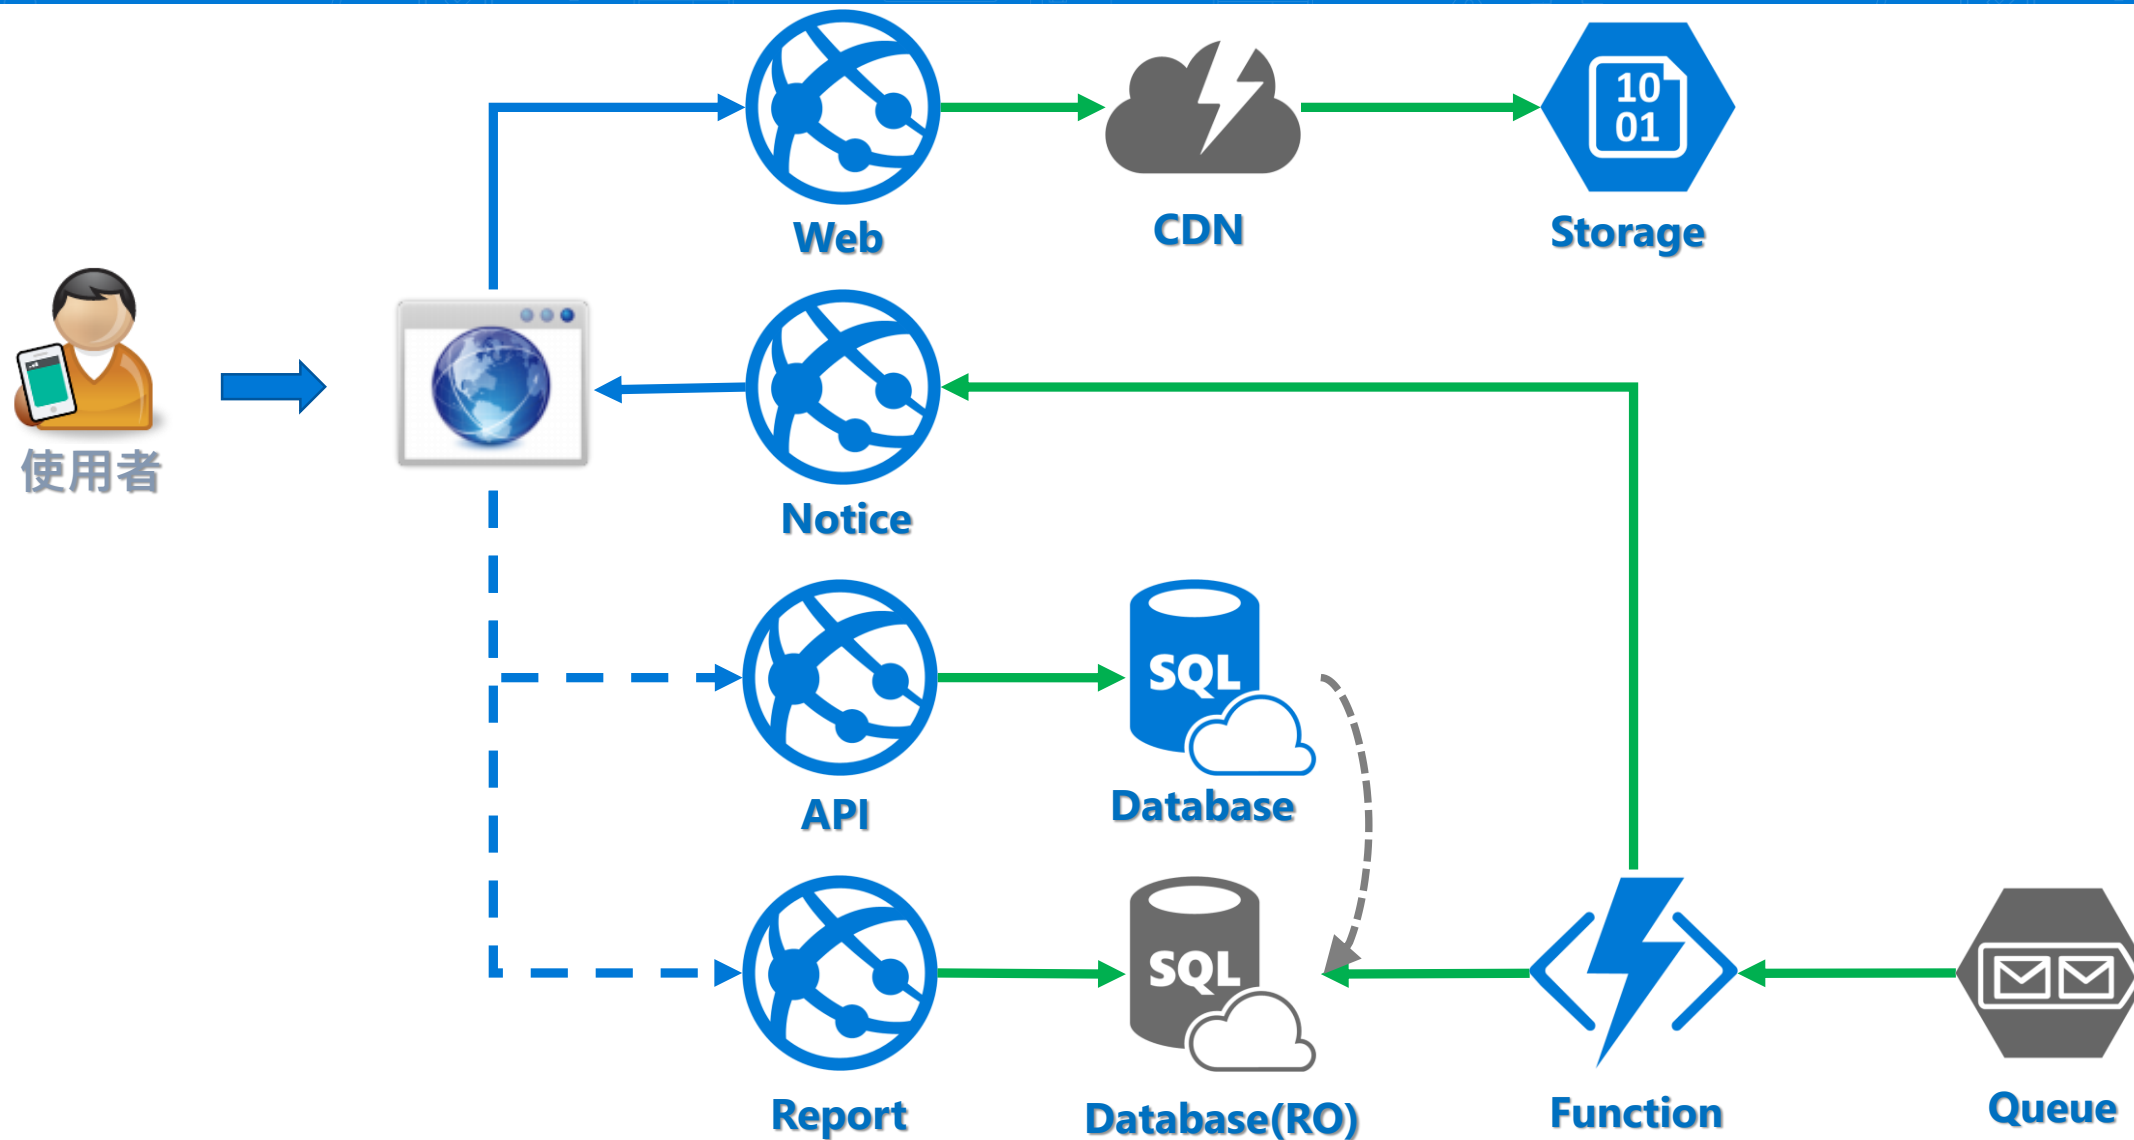 10
01
Web
CDN
Storage
使用者
Notice
SQL
API
Database
SQL
Report
Database(RO)
Function
Queue